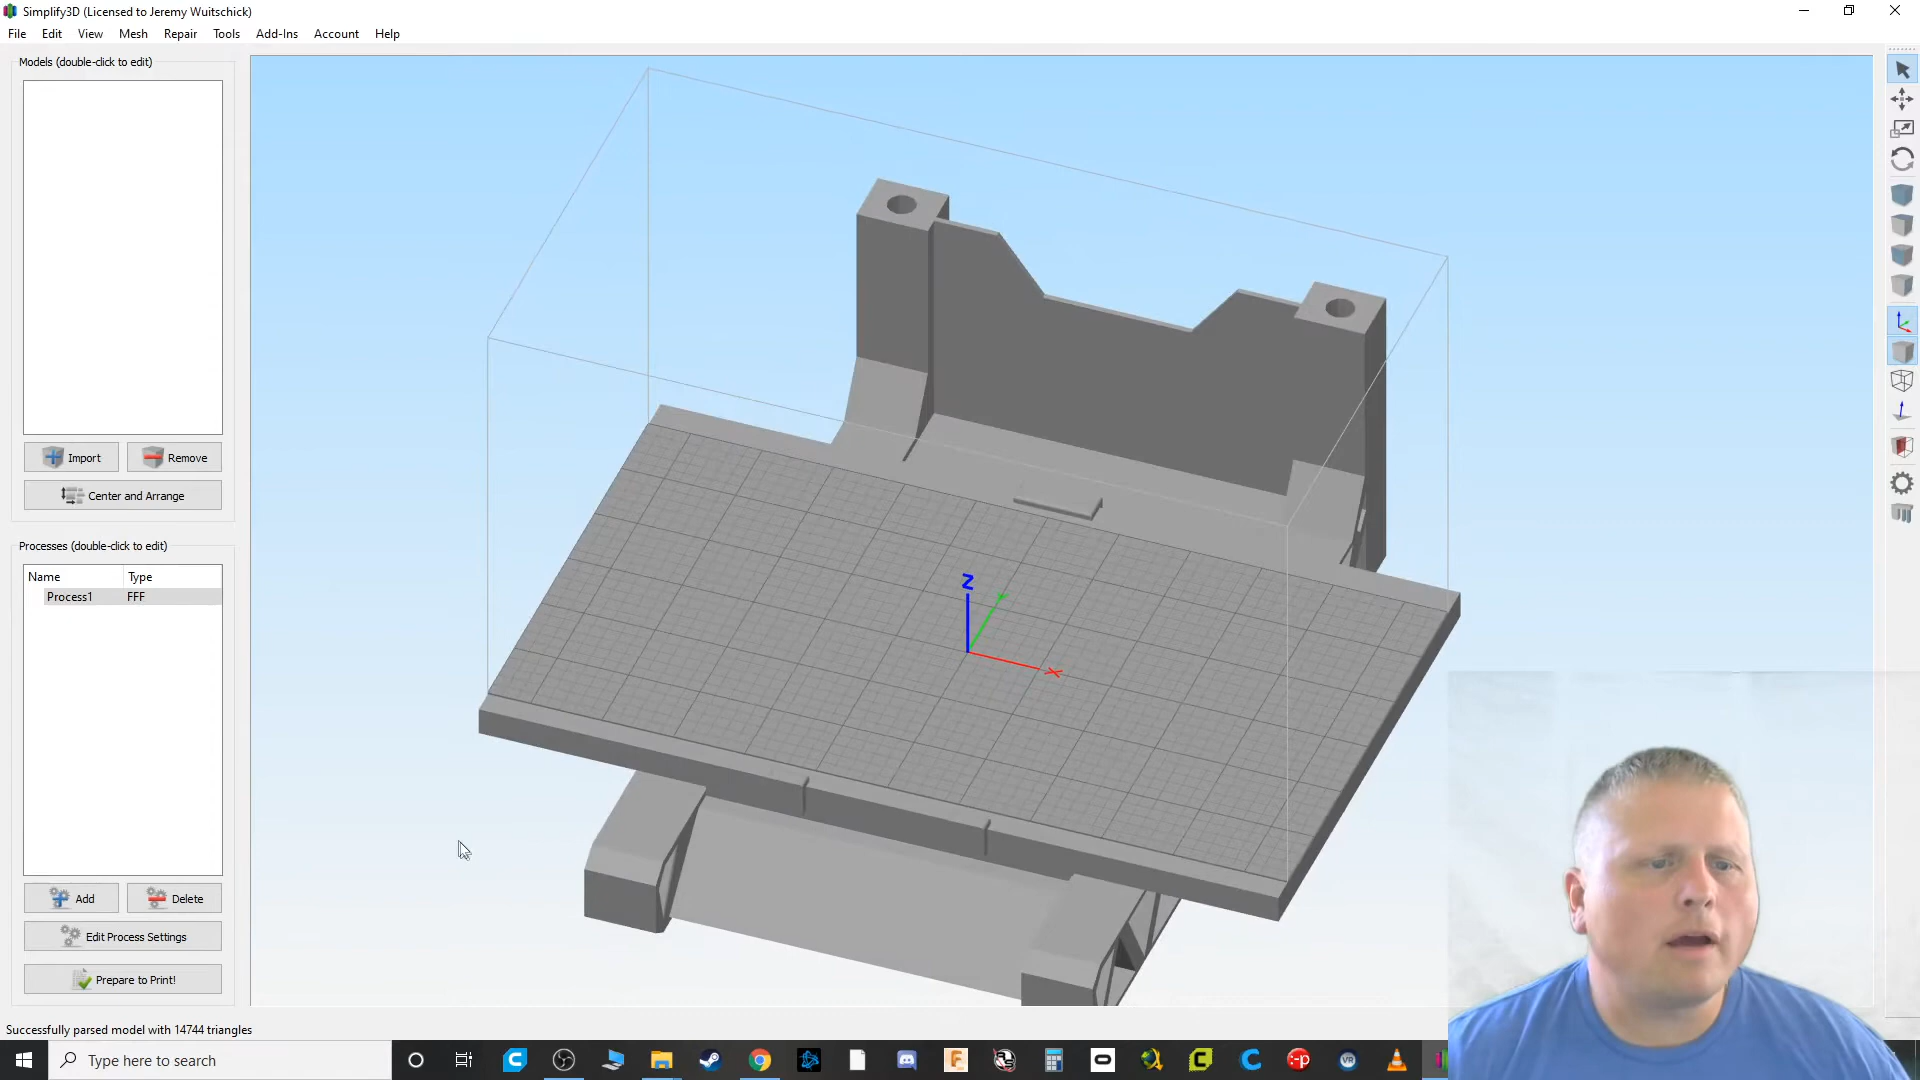 Simplify3D (Licensed to Jeremy Wuitschick)
File Edit View Mesh Repair Tools Add-Ins Account Help
Models (double-click to edit)
Import Remove
Center and Arrange
Processes (double-click to edit)
Name Type
Process1 FFF
Add Delete
Edit Process Settings
Prepare to Print!
Z
Y
X
Successfully parsed model with 14744 triangles
Type here to search